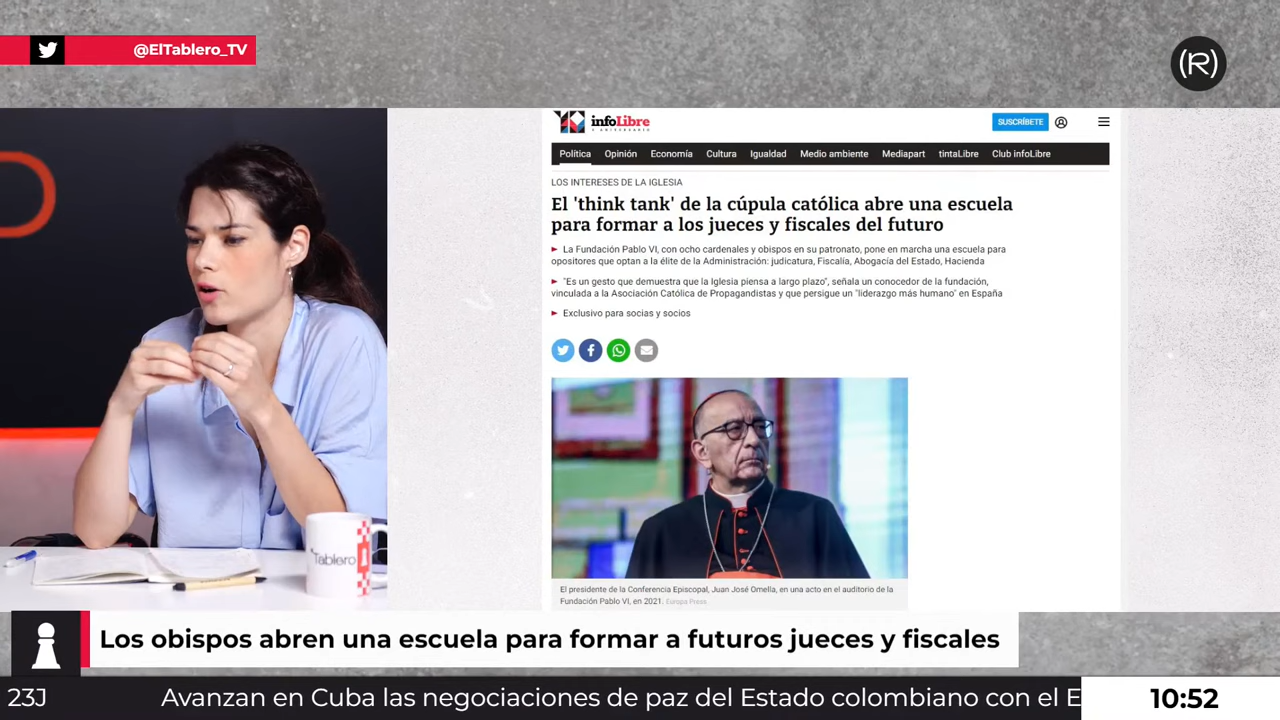 @ElTablero_TV
(R)
infoLibre
X ANIVERSARIO
SUSCRÍBETE
Política Opinión Economía Cultura Igualdad Medio ambiente Mediapart tintaLibre Club infoLibre
LOS INTERESES DE LA IGLESIA
El 'think tank' de la cúpula católica abre una escuela
para formar a los jueces y fiscales del futuro
La Fundación Pablo VI, con ocho cardenales y obispos en su patronato, pone en marcha una escuela para
opositores que optan a la élite de la Administración: judicatura, Fiscalía, Abogacía del Estado, Hacienda
"Es un gesto que demuestra que la Iglesia piensa a largo plazo", señala un conocedor de la fundación,
vinculada a la Asociación Católica de Propagandistas y que persigue un "liderazgo más humano" en España
Exclusivo para socias y socios
El presidente de la Conferencia Episcopal, Juan José Omella, en una acto en el auditorio de la
Fundación Pablo VI, en 2021. Europa Press
Tablero
Los obispos abren una escuela para formar a futuros jueces y fiscales
23J Avanzan en Cuba las negociaciones de paz del Estado colombiano con el E
10:52